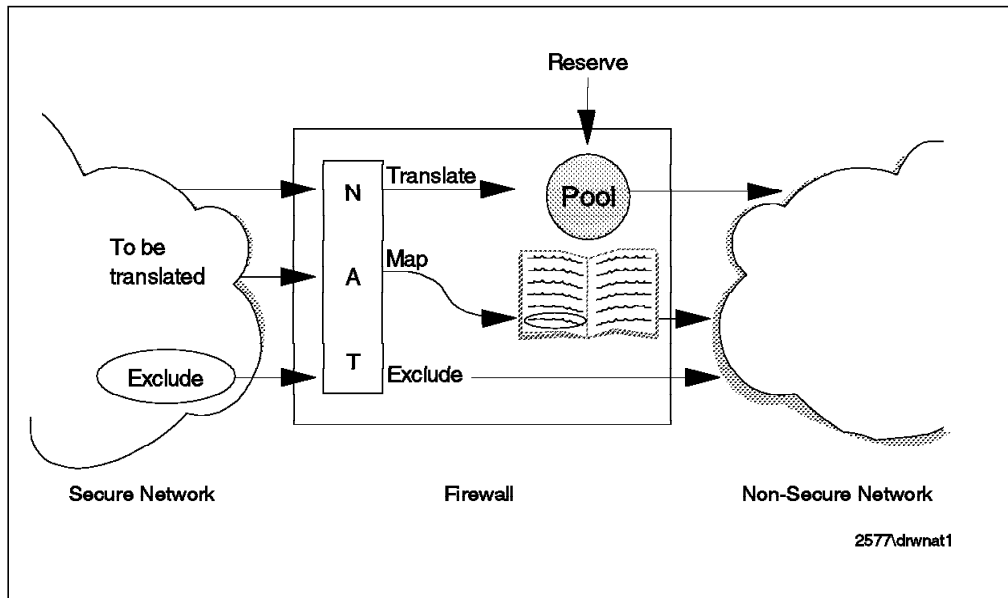 Reserve
N
Translate
Pool
To be
translated
A
Map
Exclude
T
Exclude
Secure Network
Firewall
Non-Secure Network
2577\drwnat1